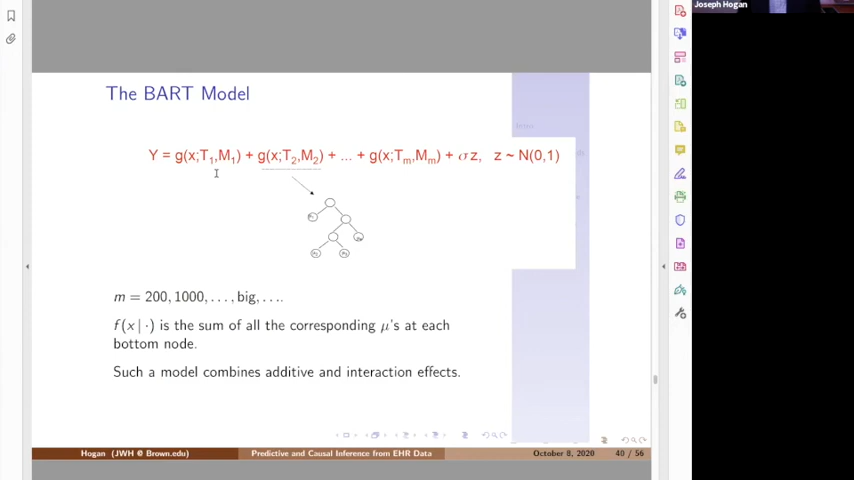 Joseph Hogan
The BART Model
Y = g(x;T₁,M₁) + g(x;T₂,M₂) + ... + g(x;Tₘ,Mₘ) + σ z, z ~ N(0,1)
m = 200, 1000, . . . , big, . . ..
f(x | ·) is the sum of all the corresponding μ's at each
bottom node.
Such a model combines additive and interaction effects.
Hogan (JWH @ Brown.edu) Predictive and Causal Inference from EHR Data October 8, 2020 40 / 56